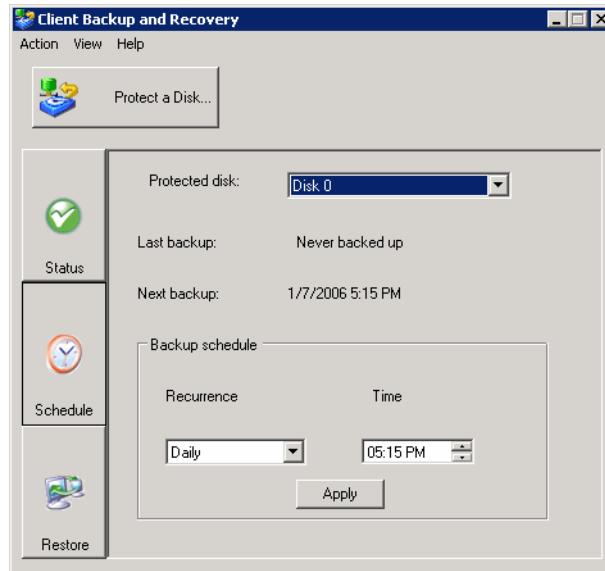 Client Backup and Recovery
Action View Help
Protect a Disk...
Protected disk: Disk 0
Last backup: Never backed up
Status
Next backup: 1/7/2006 5:15 PM
Backup schedule
Recurrence Time
Schedule
Daily 05:15 PM
Apply
Restore